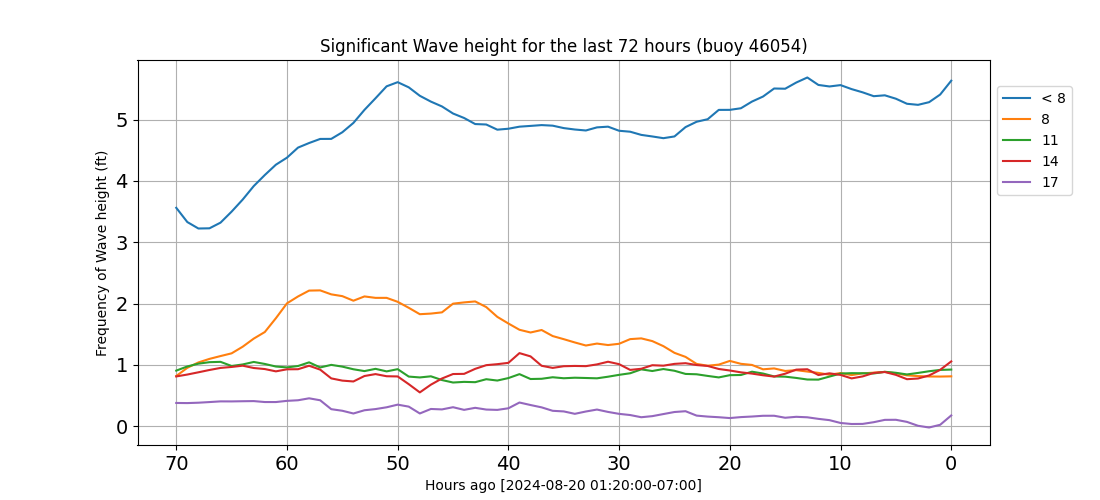 Significant Wave height for the last 72 hours (buoy 46054)
Frequency of Wave height (ft)
5
4
3
2
1
0
70 60 50 40 30 20 10 0
Hours ago [2024-08-20 01:20:00-07:00]
< 8
8
11
14
17